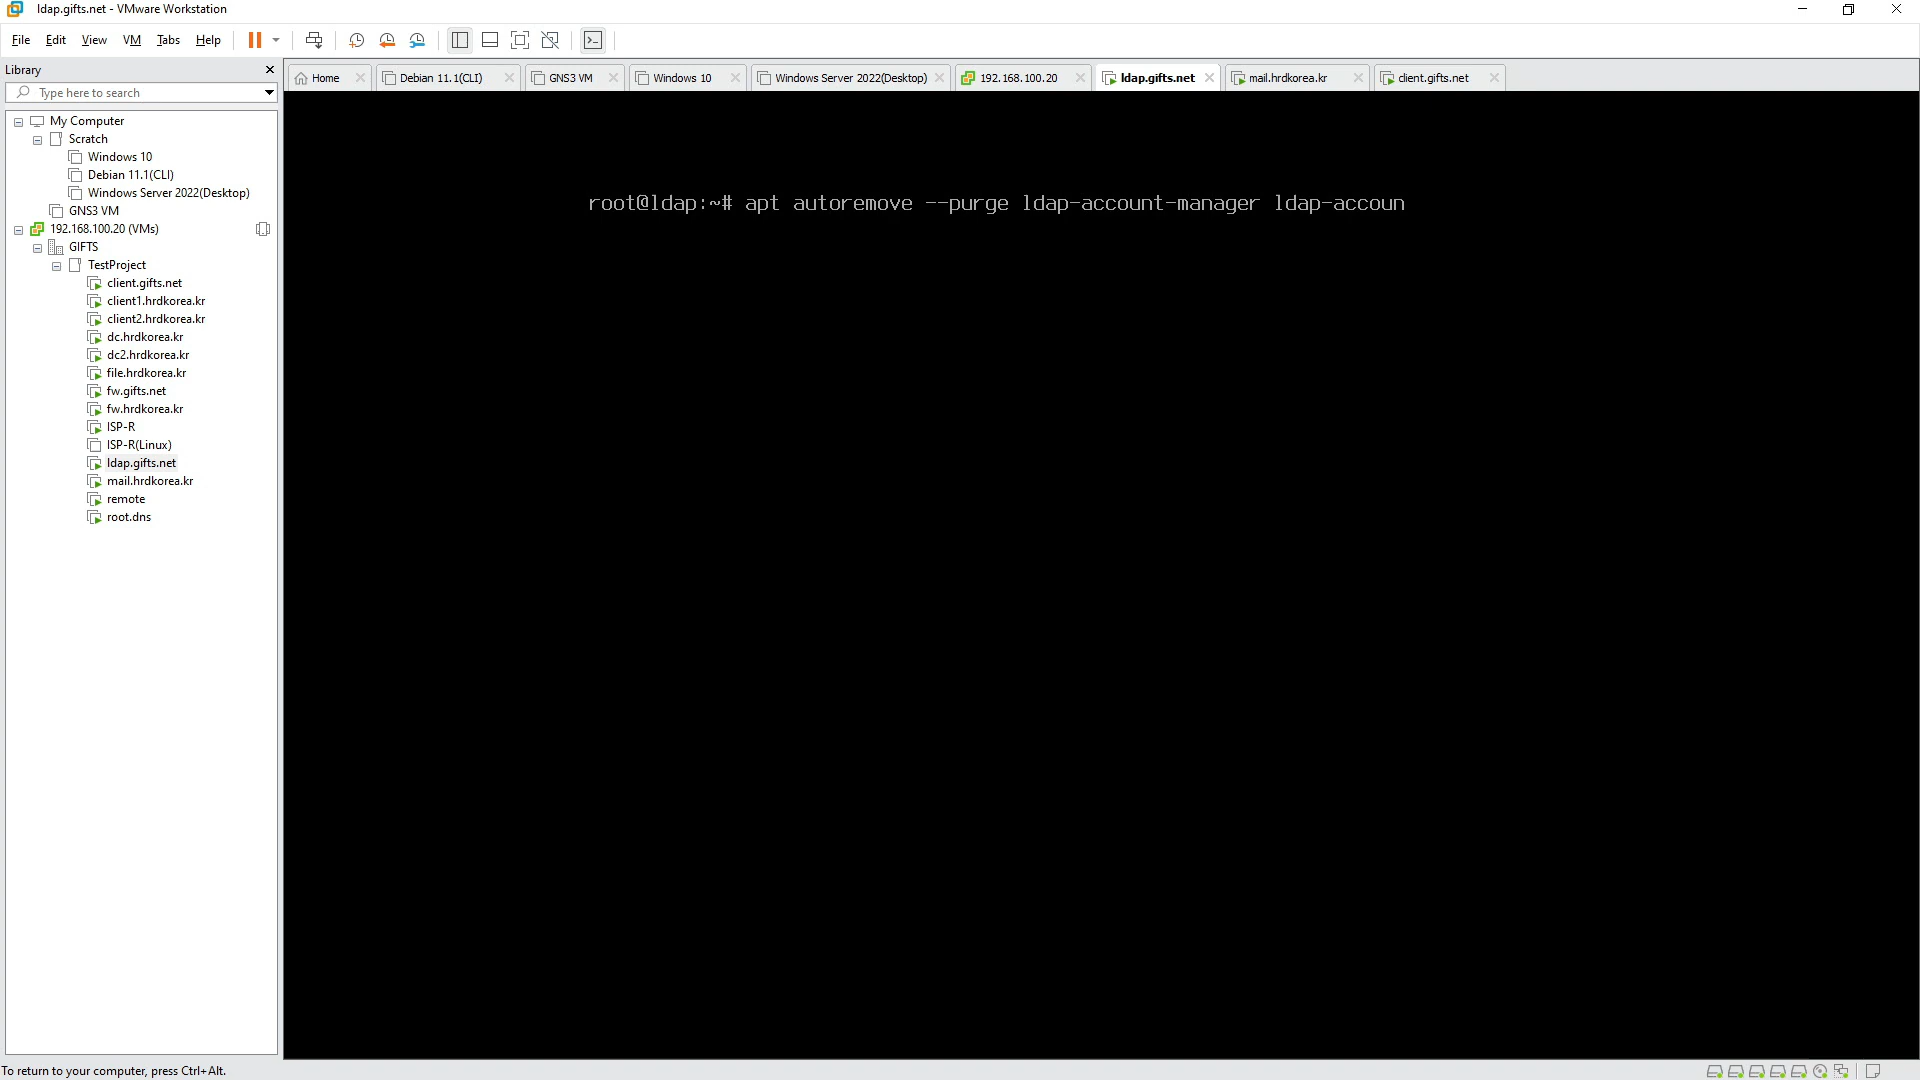 ldap.gifts.net - VMware Workstation
File Edit View VM Tabs Help
Library
Type here to search
Home
Debian 11.1(CLI)
GNS3 VM
Windows 10
Windows Server 2022(Desktop)
192.168.100.20
ldap.gifts.net
mail.hrdkorea.kr
client.gifts.net
My Computer
Scratch
Windows 10
Debian 11.1(CLI)
Windows Server 2022(Desktop)
GNS3 VM
192.168.100.20 (VMs)
GIFTS
TestProject
client.gifts.net
client1.hrdkorea.kr
client2.hrdkorea.kr
dc.hrdkorea.kr
dc2.hrdkorea.kr
file.hrdkorea.kr
fw.gifts.net
fw.hrdkorea.kr
ISP-R
ISP-R(Linux)
ldap.gifts.net
mail.hrdkorea.kr
remote
root.dns
root@ldap:~# apt autoremove --purge ldap-account-manager ldap-accoun
To return to your computer, press Ctrl+Alt.